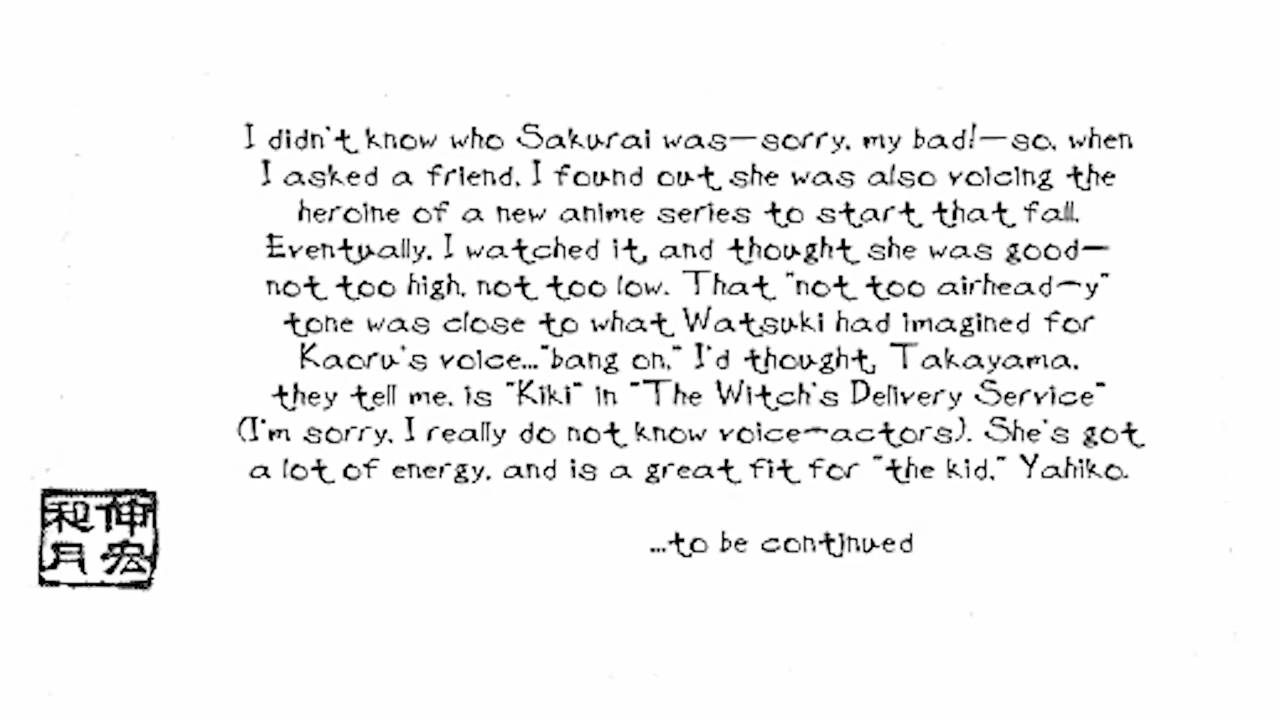 I didn't know who Sakurai was—sorry, my bad!—so, when
I asked a friend, I found out she was also voicing the
heroine of a new anime series to start that fall.
Eventually, I watched it, and thought she was good—
not too high, not too low. That "not too airhead-y"
tone was close to what Watsuki had imagined for
Kaoru's voice..."bang on," I'd thought, Takayama,
they tell me, is "Kiki" in "The Witch's Delivery Service"
(I'm sorry, I really do not know voice-actors). She's got
a lot of energy, and is a great fit for "the kid," Yahiko.
...to be continued
和伸
月宏